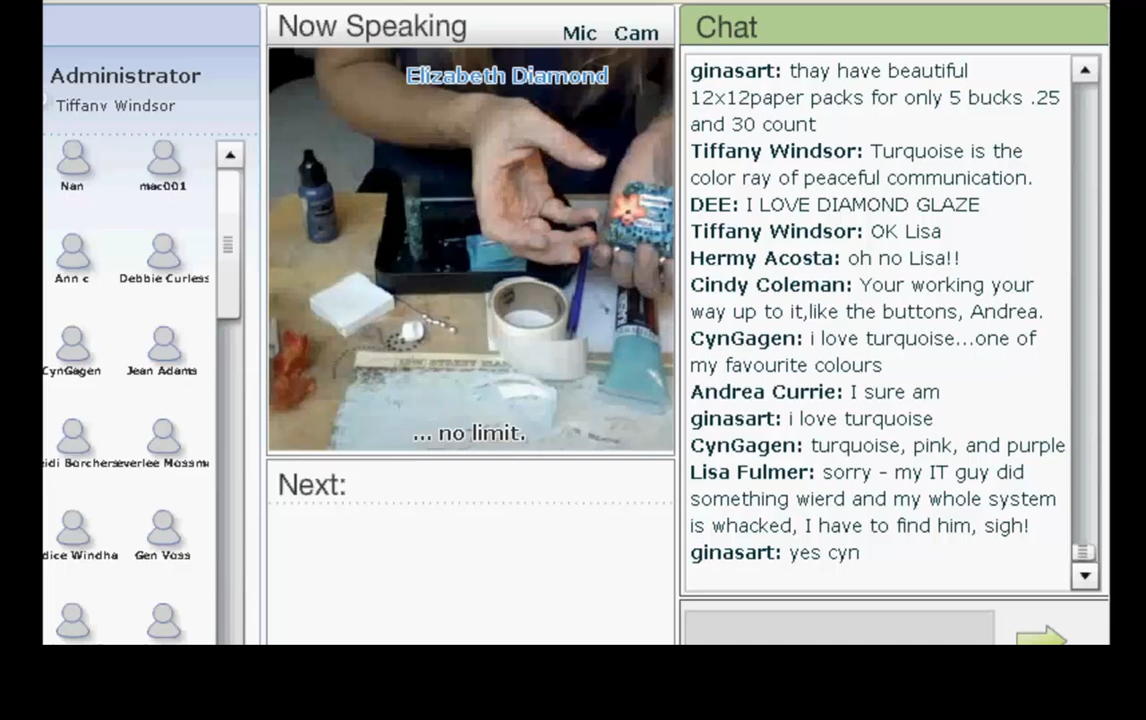 Administrator
Tiffany Windsor
Nan
mac001
Ann c
Debbie Curless
CynGagen
Jean Adams
idi Borchers
everlee Mossm
dice Windha
Gen Voss
Now Speaking
Mic Cam
Elizabeth Diamond
... no limit.
Next:
Chat
ginasart: thay have beautiful
12x12paper packs for only 5 bucks .25
and 30 count
Tiffany Windsor: Turquoise is the
color ray of peaceful communication.
DEE: I LOVE DIAMOND GLAZE
Tiffany Windsor: OK Lisa
Hermy Acosta: oh no Lisa!!
Cindy Coleman: Your working your
way up to it,like the buttons, Andrea.
CynGagen: i love turquoise...one of
my favourite colours
Andrea Currie: I sure am
ginasart: i love turquoise
CynGagen: turquoise, pink, and purple
Lisa Fulmer: sorry - my IT guy did
something wierd and my whole system
is whacked, I have to find him, sigh!
ginasart: yes cyn